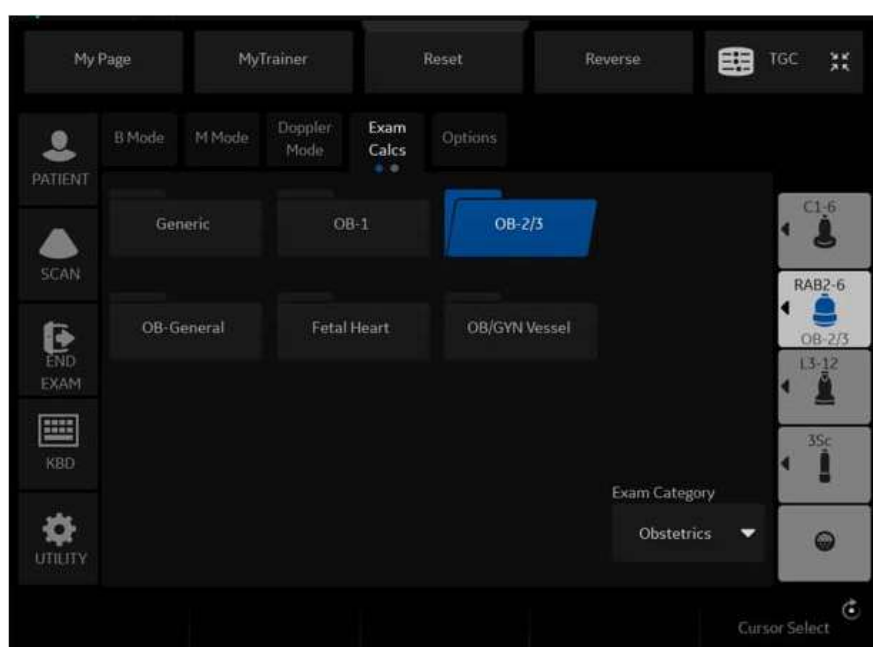 My Page
MyTrainer
Reset
Reverse
TGC
PATIENT
B Mode
M Mode
Doppler
Mode
Exam
Calcs
Options
Generic
OB-1
OB-2/3
C1-6
SCAN
RAB2-6
OB-2/3
OB-General
Fetal Heart
OB/GYN Vessel
END
EXAM
L3-12
KBD
3Sc
Exam Category
Obstetrics
UTILITY
Cursor Select